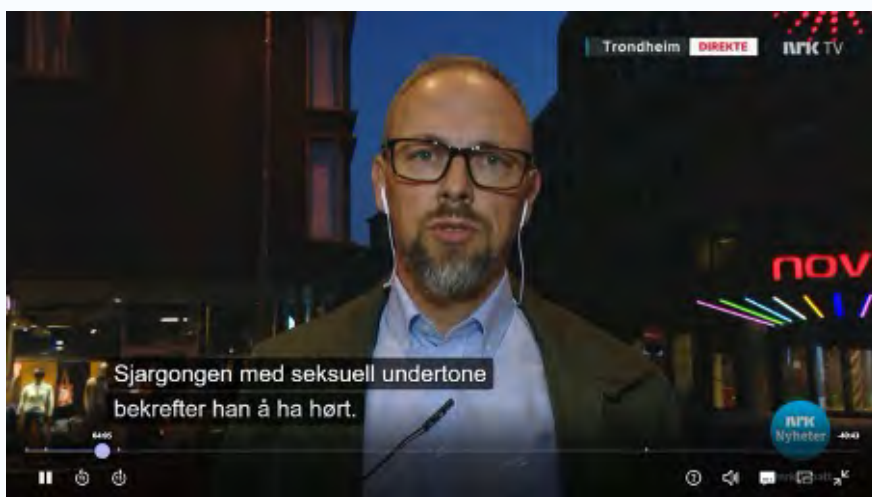 Trondheim DIREKTE nrk TV
nov
Sjargongen med seksuell undertone
bekrefter han å ha hørt.
nrk
Nyheter